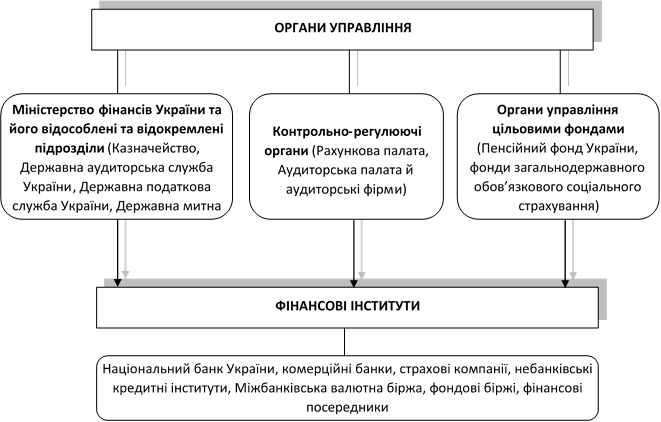 ОРГАНИ УПРАВЛІННЯ
Міністерство фінансів України та
його відособлені та відокремлені
підрозділи (Казначейство,
Державна аудиторська служба
України, Державна податкова
служба України, Державна митна
Контрольно-регулюючі
органи (Рахункова палата,
Аудиторська палата й
аудиторські фірми)
Органи управління
цільовими фондами
(Пенсійний фонд України,
фонди загальнодержавного
обов’язкового соціального
страхування)
ФІНАНСОВІ ІНСТИТУТИ
Національний банк України, комерційні банки, страхові компанії, небанківські
кредитні інститути, Міжбанківська валютна біржа, фондові біржі, фінансові
посередники